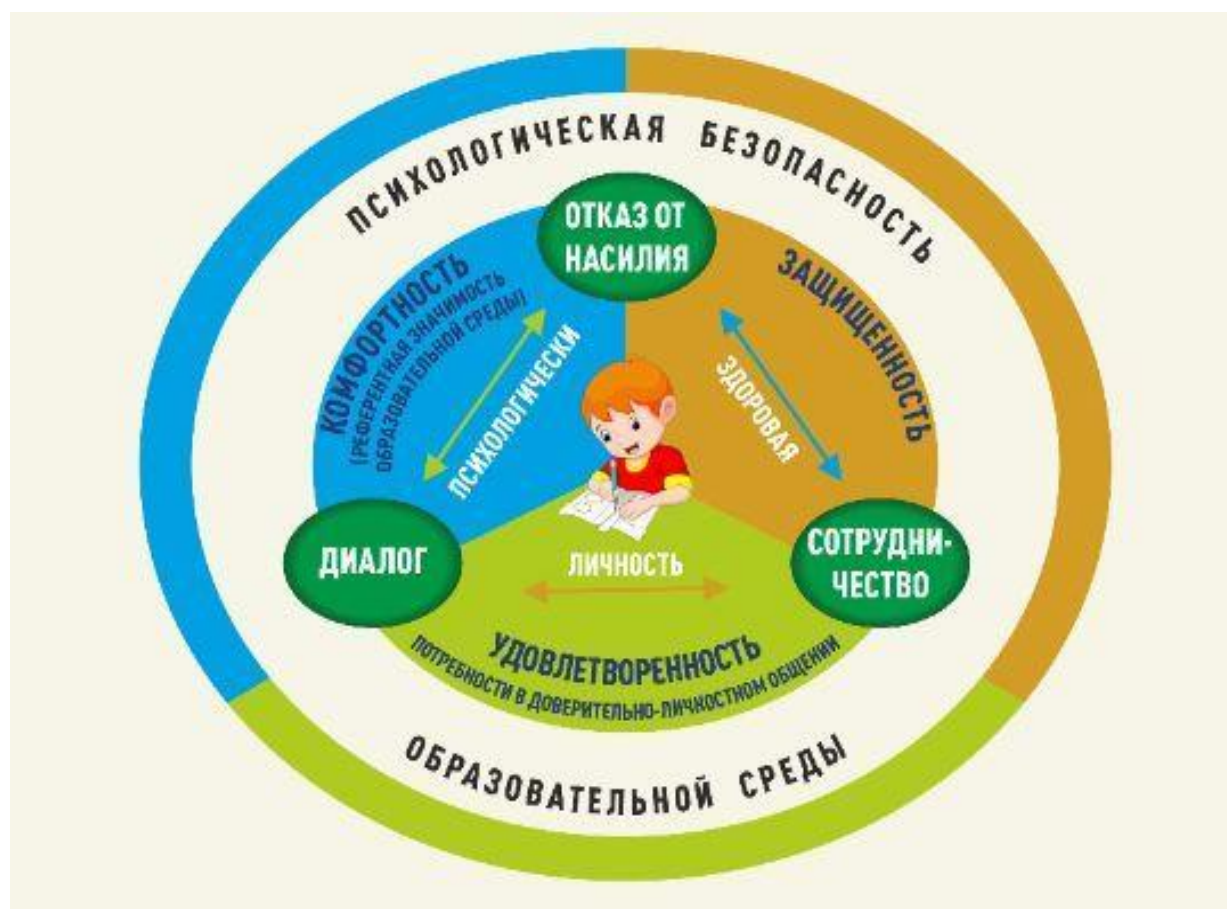 ПСИХОЛОГИЧЕСКАЯ БЕЗОПАСНОСТЬ
ОТКАЗ ОТ
НАСИЛИЯ
КОМФОРТНОСТЬ
(РЕФЕРЕНТНАЯ ЗНАЧИМОСТЬ
ОБРАЗОВАТЕЛЬНОЙ СРЕДЫ)
ПСИХОЛОГИЧЕСКИ
ЗДОРОВАЯ
ЗАЩИЩЕННОСТЬ
ДИАЛОГ
ЛИЧНОСТЬ
СОТРУДНИ-
ЧЕСТВО
УДОВЛЕТВОРЕННОСТЬ
ПОТРЕБНОСТИ В ДОВЕРИТЕЛЬНО-ЛИЧНОСТНОМ ОБЩЕНИИ
ОБРАЗОВАТЕЛЬНОЙ СРЕДЫ